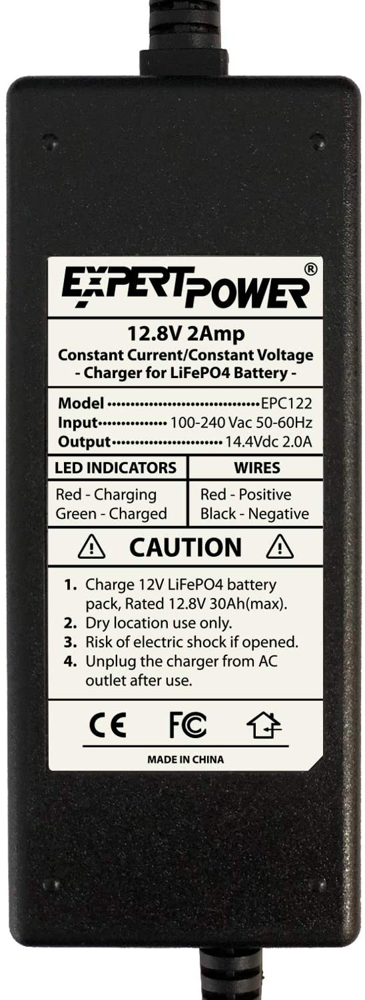 EXPERTPOWER®
12.8V 2Amp
Constant Current/Constant Voltage
- Charger for LiFePO4 Battery -
Model ................................. EPC122
Input ............... 100-240 Vac 50-60Hz
Output ........................ 14.4Vdc 2.0A
LED INDICATORS
Red - Charging
Green - Charged
WIRES
Red - Positive
Black - Negative
CAUTION
1. Charge 12V LiFePO4 battery
pack, Rated 12.8V 30Ah(max).
2. Dry location use only.
3. Risk of electric shock if opened.
4. Unplug the charger from AC
outlet after use.
CE FC
MADE IN CHINA